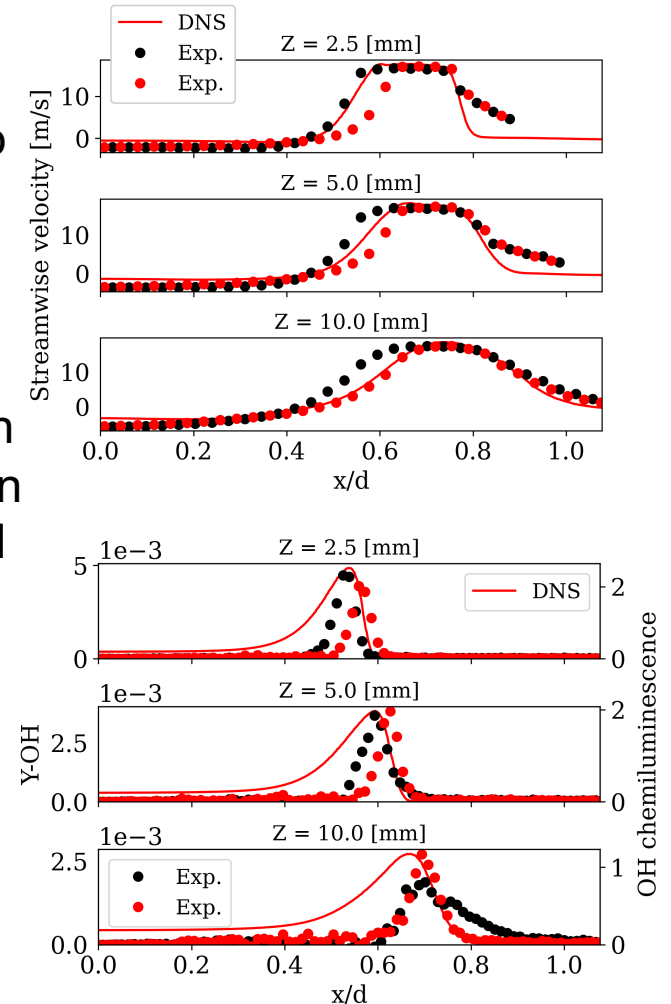 DNS
Exp.
Exp.
Z = 2.5 [mm]
10
0
Z = 5.0 [mm]
10
0
Z = 10.0 [mm]
10
0
Streamwise velocity [m/s]
0.0 0.2 0.4 0.6 0.8 1.0
x/d
n
n
1e−3
Z = 2.5 [mm]
5
0
2
0
DNS
1e−3
Z = 5.0 [mm]
2.5
0.0
2
0
Y-OH
OH chemiluminescence
1e−3
Z = 10.0 [mm]
2.5
0.0
1
0
Exp.
Exp.
0.0 0.2 0.4 0.6 0.8 1.0
x/d